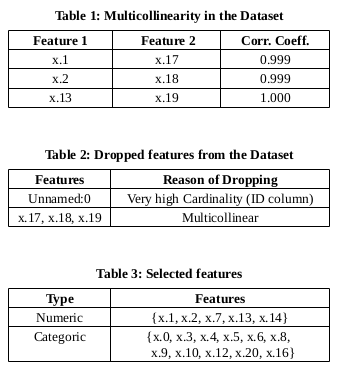 Table 1: Multicollinearity in the Dataset
Feature 1 Feature 2 Corr. Coeff.
x.1 x.17 0.999
x.2 x.18 0.999
x.13 x.19 1.000
Table 2: Dropped features from the Dataset
Features Reason of Dropping
Unnamed:0 Very high Cardinality (ID column)
x.17, x.18, x.19 Multicollinear
Table 3: Selected features
Type Features
Numeric {x.1, x.2, x.7, x.13, x.14}
Categoric {x.0, x.3, x.4, x.5, x.6, x.8,
x.9, x.10, x.12, x.20, x.16}